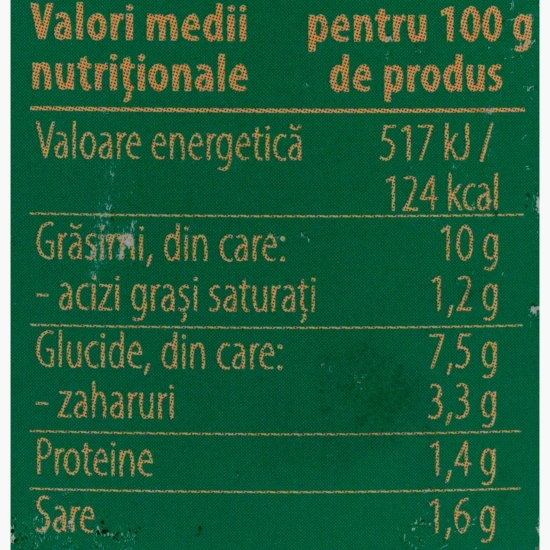 Valori medii pentru 100 g
nutriționale de produs
Valoare energetică 517 kJ /
124 kcal
Grăsimi, din care: 10 g
- acizi grași saturați 1,2 g
Glucide, din care: 7,5 g
- zaharuri 3,3 g
Proteine 1,4 g
Sare 1,6 g